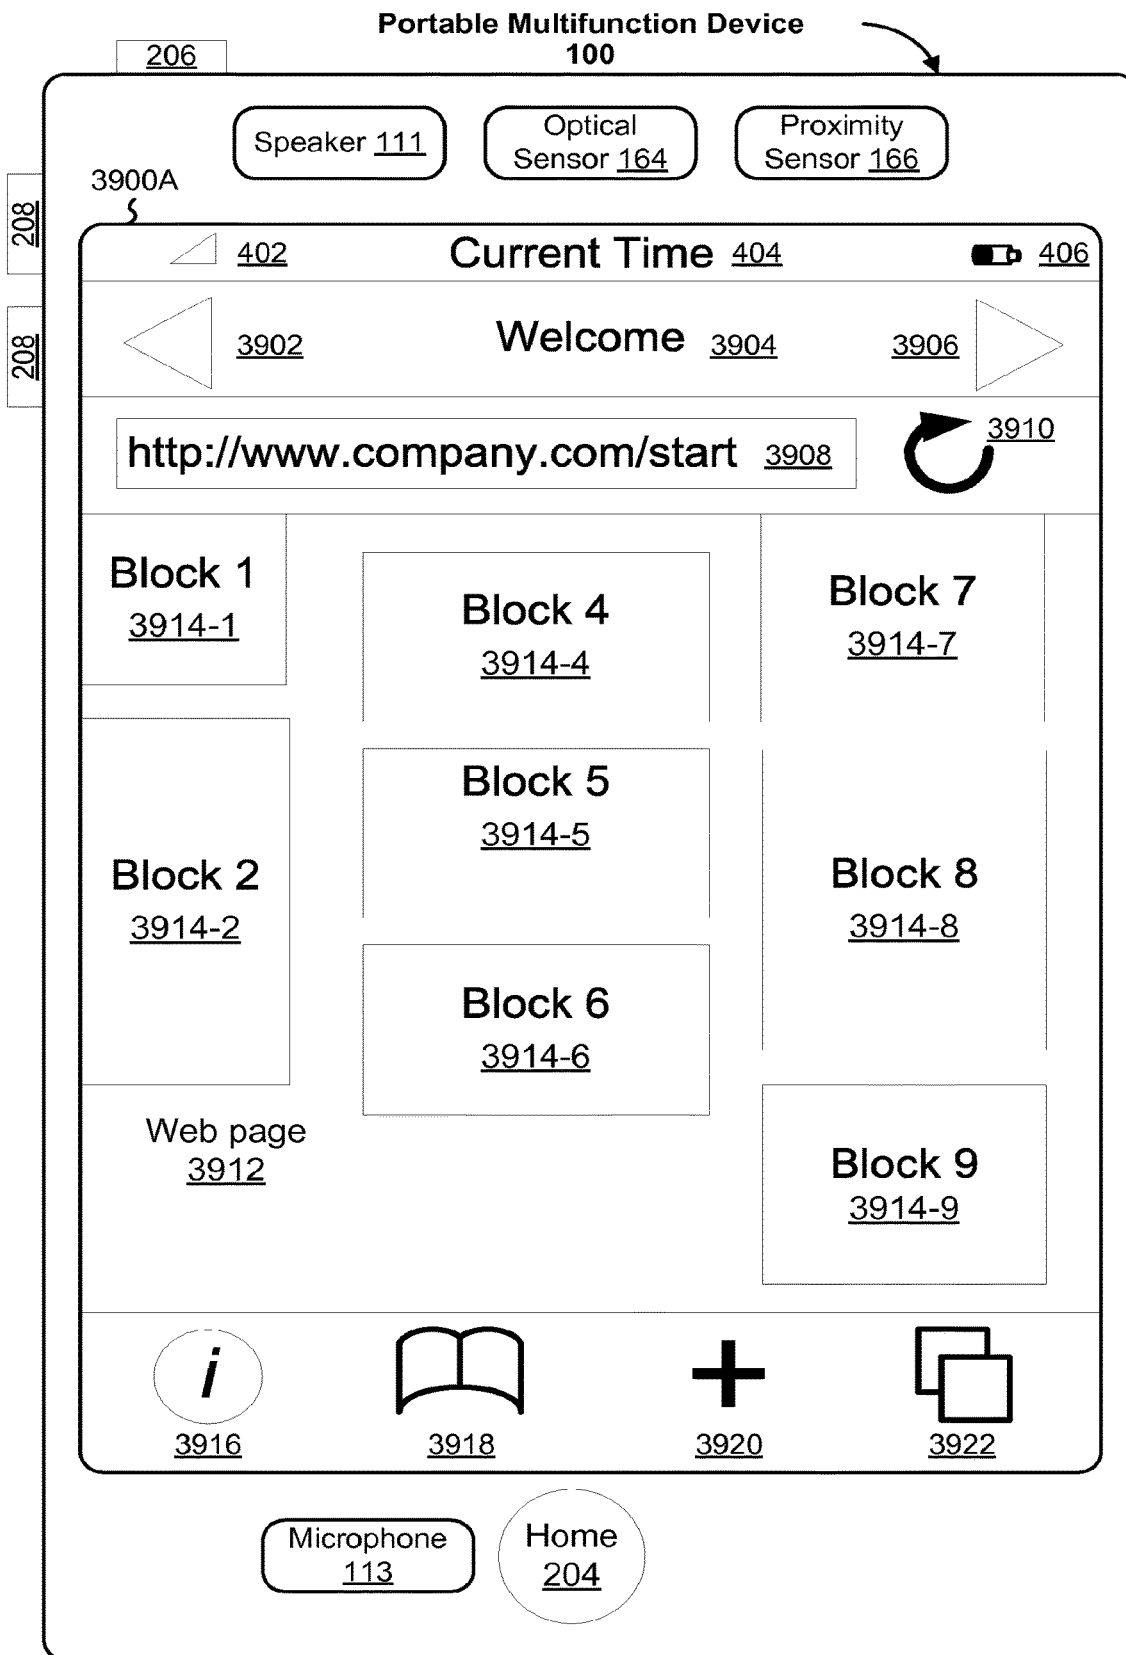 Portable Multifunction Device
100
206
Speaker 111
Optical
Sensor 164
Proximity
Sensor 166
3900A
208
208
402
Current Time 404
406
3902
Welcome 3904
3906
http://www.company.com/start 3908
3910
Block 1
3914-1
Block 2
3914-2
Web page
3912
Block 4
3914-4
Block 5
3914-5
Block 6
3914-6
Block 7
3914-7
Block 8
3914-8
Block 9
3914-9
i
3916
3918
3920
3922
Microphone
113
Home
204